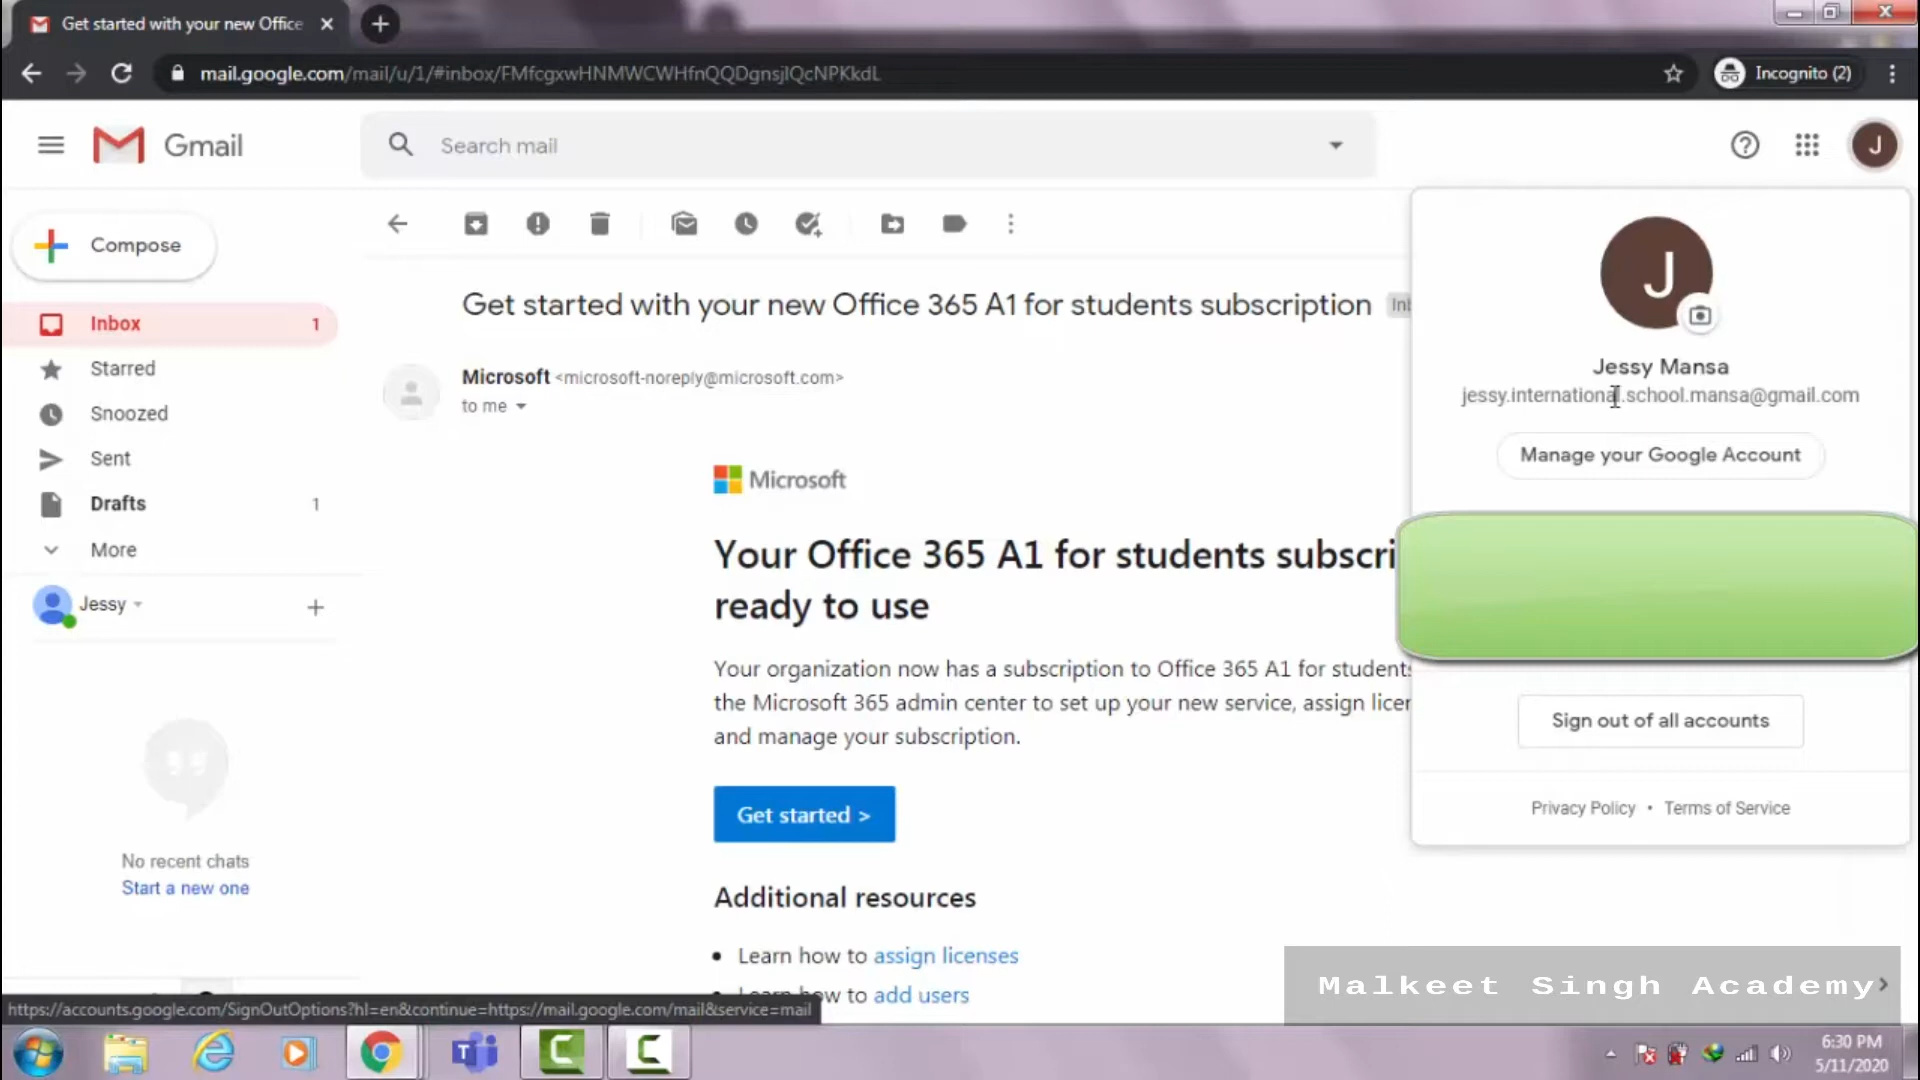 Get started with your new Office
mail.google.com/mail/u/1/#inbox/FMfcgxwHNMWCWHfnQQDgnsjlQcNPKkdL
Incognito (2)
Gmail
Search mail
J
Compose
Inbox 1
Starred
Snoozed
Sent
Drafts 1
More
Jessy
No recent chats
Start a new one
Get started with your new Office 365 A1 for students subscription
Microsoft <microsoft-noreply@microsoft.com>
to me
Microsoft
Your Office 365 A1 for students subscri
ready to use
Your organization now has a subscription to Office 365 A1 for students
the Microsoft 365 admin center to set up your new service, assign licen
and manage your subscription.
Get started >
Additional resources
Learn how to assign licenses
how to add users
J
Jessy Mansa
jessy.international.school.mansa@gmail.com
Manage your Google Account
Sign out of all accounts
Privacy Policy • Terms of Service
Malkeet Singh Academy
https://accounts.google.com/SignOutOptions?hl=en&continue=https://mail.google.com/mail&service=mail
6:30 PM
5/11/2020